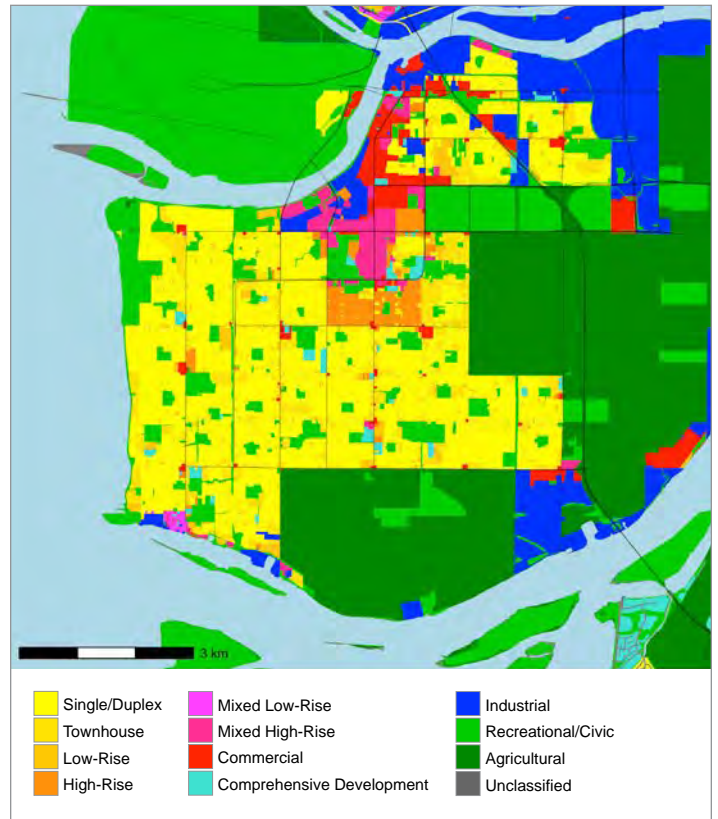 3 km
Single/Duplex
Townhouse
Low-Rise
High-Rise
Mixed Low-Rise
Mixed High-Rise
Commercial
Comprehensive Development
Industrial
Recreational/Civic
Agricultural
Unclassified